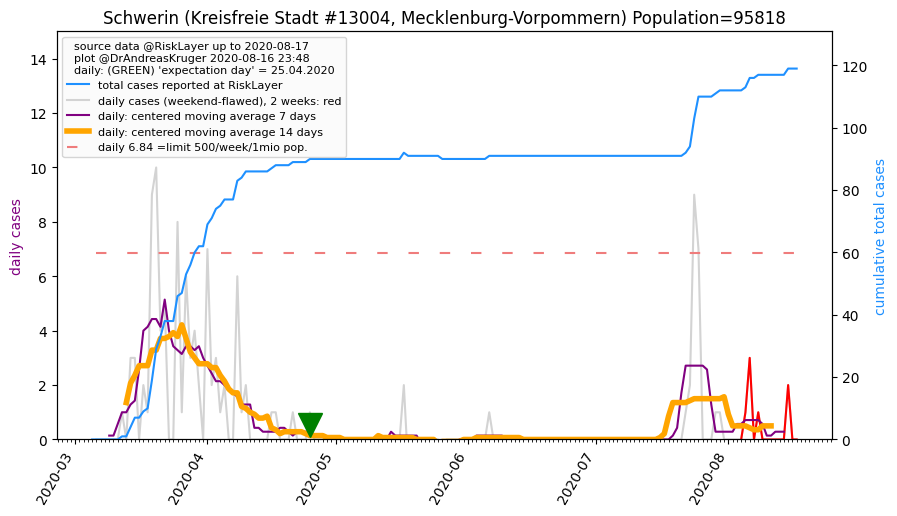 Schwerin (Kreisfreie Stadt #13004, Mecklenburg-Vorpommern) Population=95818
source data @RiskLayer up to 2020-08-17
plot @DrAndreasKruger 2020-08-16 23:48
daily: (GREEN) 'expectation day' = 25.04.2020
total cases reported at RiskLayer
daily cases (weekend-flawed), 2 weeks: red
daily: centered moving average 7 days
daily: centered moving average 14 days
daily 6.84 =limit 500/week/1mio pop.
daily cases
14
12
10
8
6
4
2
0
cumulative total cases
120
100
80
60
40
20
0
2020-03
2020-04
2020-05
2020-06
2020-07
2020-08